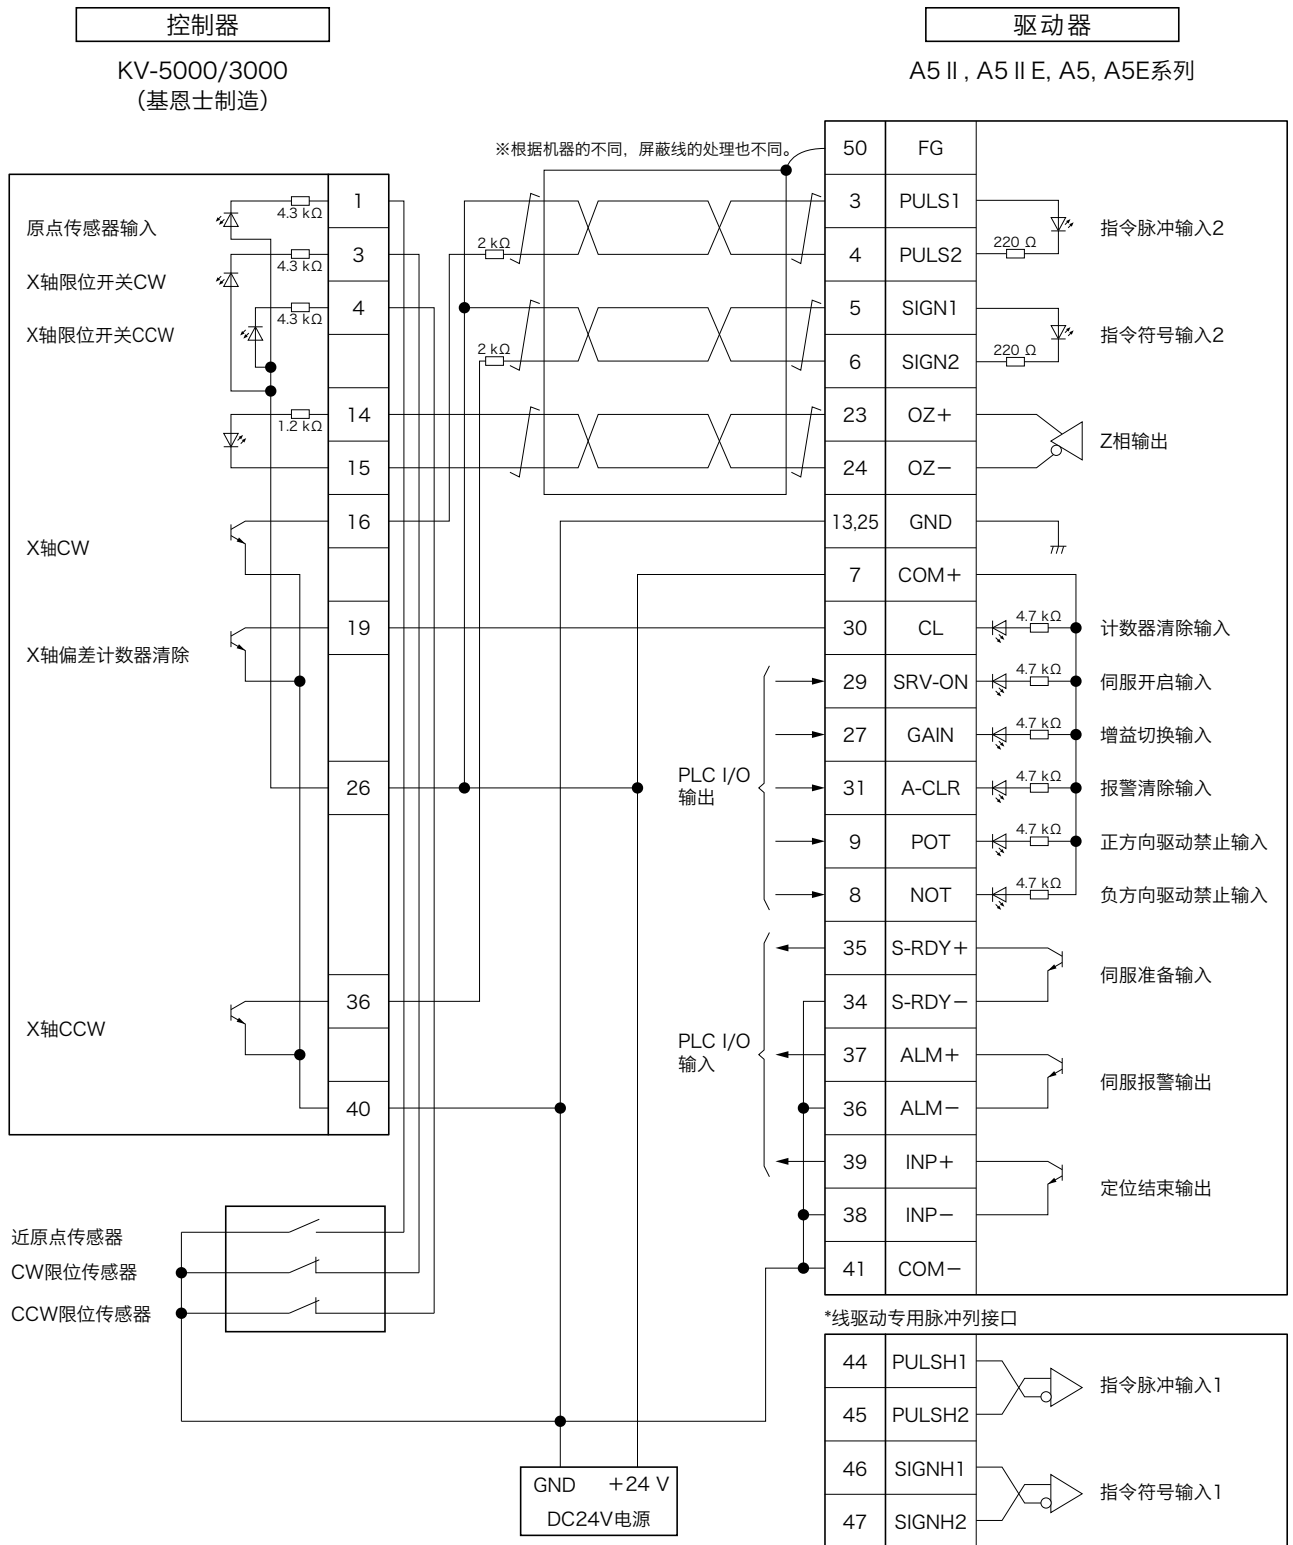 控制器
KV-5000/3000
（基恩士制造）
驱动器
A5Ⅱ, A5ⅡE, A5, A5E系列
※根据机器的不同，屏蔽线的处理也不同。
原点传感器输入
4.3 kΩ
1
X轴限位开关CW
4.3 kΩ
3
X轴限位开关CCW
4.3 kΩ
4
1.2 kΩ
14
15
X轴CW
16
X轴偏差计数器清除
19
26
X轴CCW
36
40
2 kΩ
2 kΩ
50 FG
3 PULS1
4 PULS2
220 Ω
指令脉冲输入2
5 SIGN1
6 SIGN2
220 Ω
指令符号输入2
23 OZ+
24 OZ−
Z相输出
13,25 GND
7 COM+
30 CL 4.7 kΩ 计数器清除输入
29 SRV-ON 4.7 kΩ 伺服开启输入
27 GAIN 4.7 kΩ 增益切换输入
31 A-CLR 4.7 kΩ 报警清除输入
9 POT 4.7 kΩ 正方向驱动禁止输入
8 NOT 4.7 kΩ 负方向驱动禁止输入
PLC I/O
输出
35 S-RDY+
34 S-RDY−
伺服准备输入
37 ALM+
36 ALM−
伺服报警输出
39 INP+
38 INP−
定位结束输出
41 COM−
PLC I/O
输入
近原点传感器
CW限位传感器
CCW限位传感器
GND +24 V
DC24V电源
*线驱动专用脉冲列接口
44 PULSH1
45 PULSH2
指令脉冲输入1
46 SIGNH1
47 SIGNH2
指令符号输入1